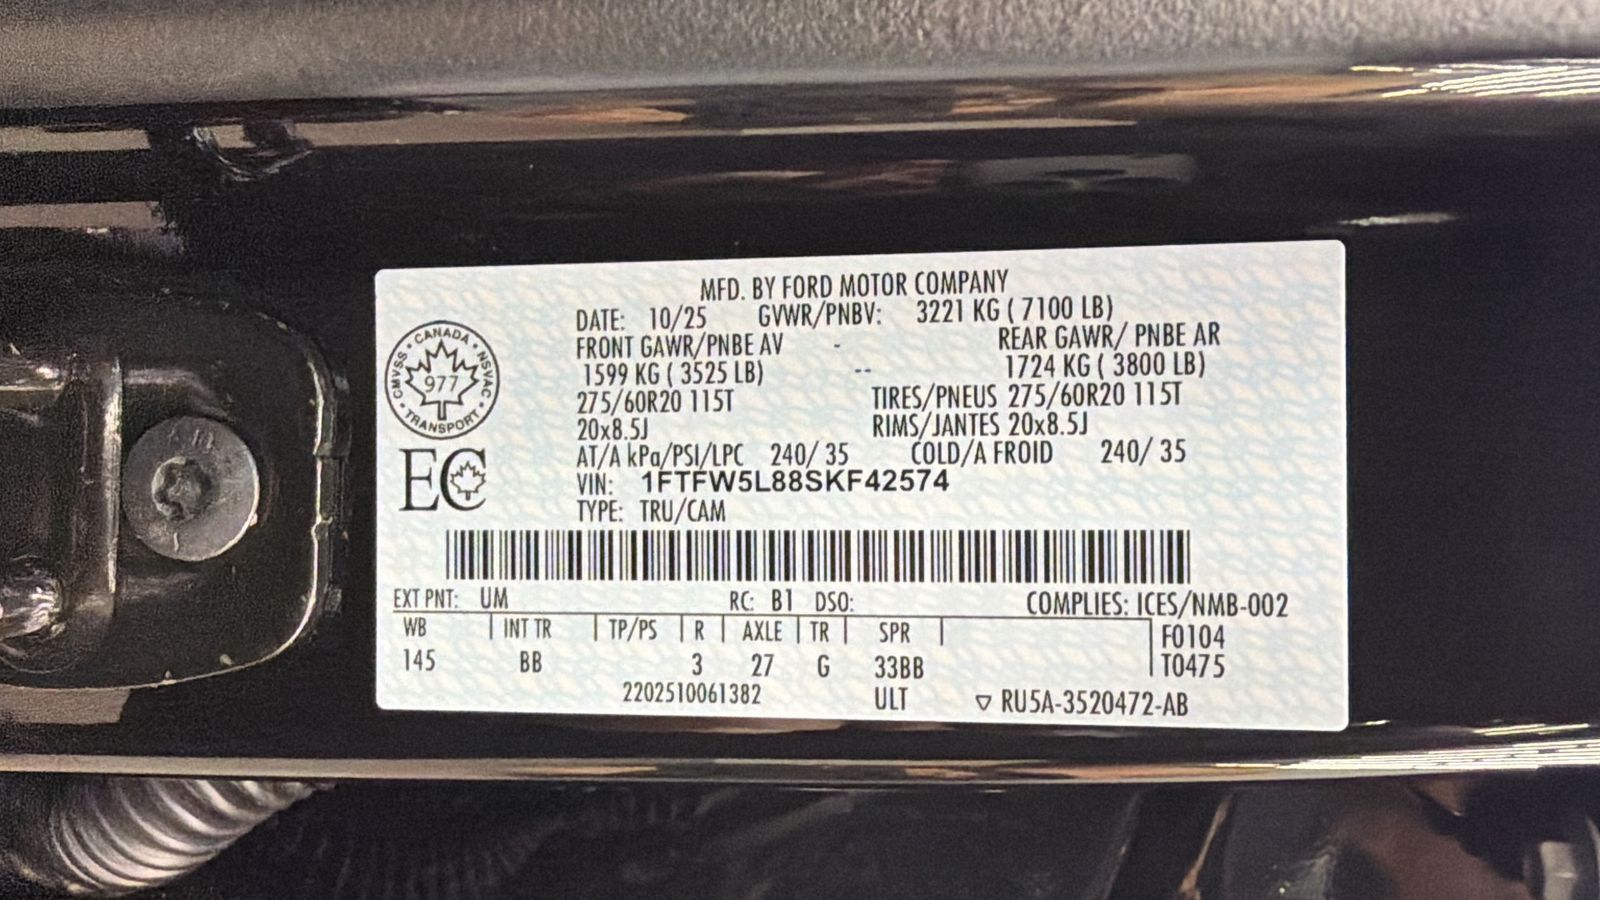 MFD. BY FORD MOTOR COMPANY
DATE: 10/25 GVWR/PNBV: 3221 KG ( 7100 LB)
FRONT GAWR/PNBE AV - REAR GAWR/ PNBE AR
1599 KG ( 3525 LB) -- 1724 KG ( 3800 LB)
275/60R20 115T TIRES/PNEUS 275/60R20 115T
20x8.5J RIMS/JANTES 20x8.5J
AT/A kPa/PSI/LPC 240/ 35 COLD/A FROID 240/ 35
VIN: 1FTFW5L88SKF42574
TYPE: TRU/CAM
CANADA • NSVAC • TRANSPORT • CMVSS •
977
EC
EXT PNT: UM RC: B1 DSO: COMPLIES: ICES/NMB-002
WB | INT TR | TP/PS | R | AXLE | TR | SPR | F0104
145 BB 3 27 G 33BB | T0475
2202510061382 ULT ▽ RU5A-3520472-AB